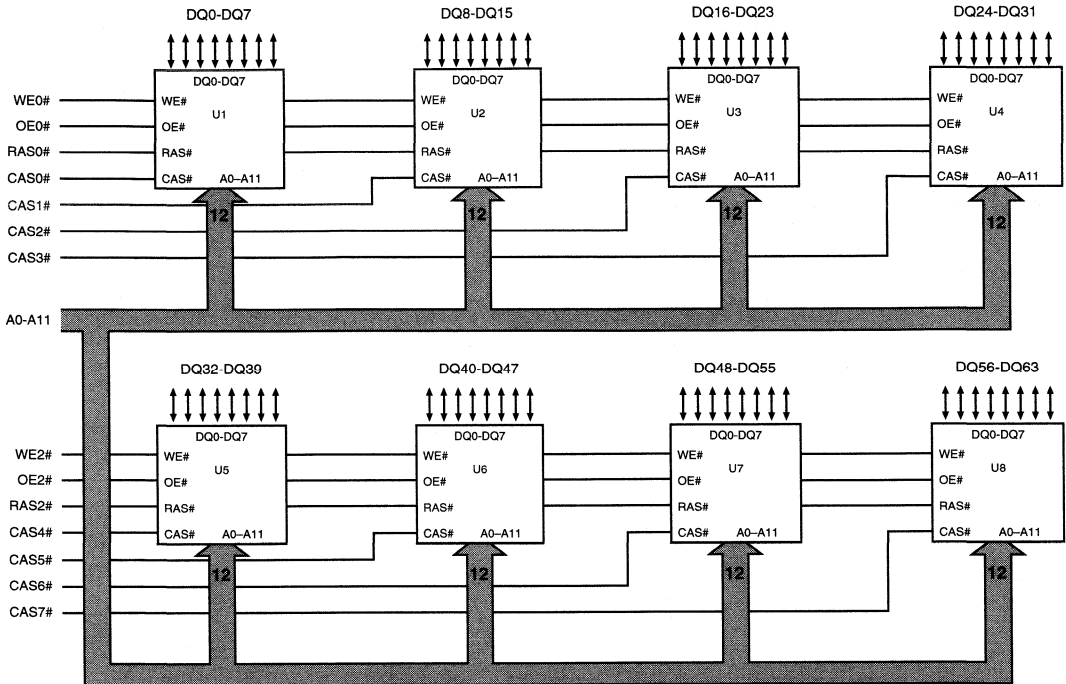 DQ0-DQ7 DQ8-DQ15 DQ16-DQ23 DQ24-DQ31
DQ0-DQ7 DQ0-DQ7 DQ0-DQ7 DQ0-DQ7
WE0# WE# WE# WE# WE#
U1 U2 U3 U4
OE0# OE# OE# OE# OE#
RAS0# RAS# RAS# RAS# RAS#
CAS0# CAS# A0–A11 CAS# A0–A11 CAS# A0–A11 CAS# A0–A11
CAS1#
12 12 12 12
CAS2#
CAS3#
A0-A11
DQ32-DQ39 DQ40-DQ47 DQ48-DQ55 DQ56-DQ63
DQ0-DQ7 DQ0-DQ7 DQ0-DQ7 DQ0-DQ7
WE2# WE# WE# WE# WE#
U5 U6 U7 U8
OE2# OE# OE# OE# OE#
RAS2# RAS# RAS# RAS# RAS#
CAS4# CAS# A0–A11 CAS# A0–A11 CAS# A0–A11 CAS# A0–A11
CAS5#
12 12 12 12
CAS6#
CAS7#